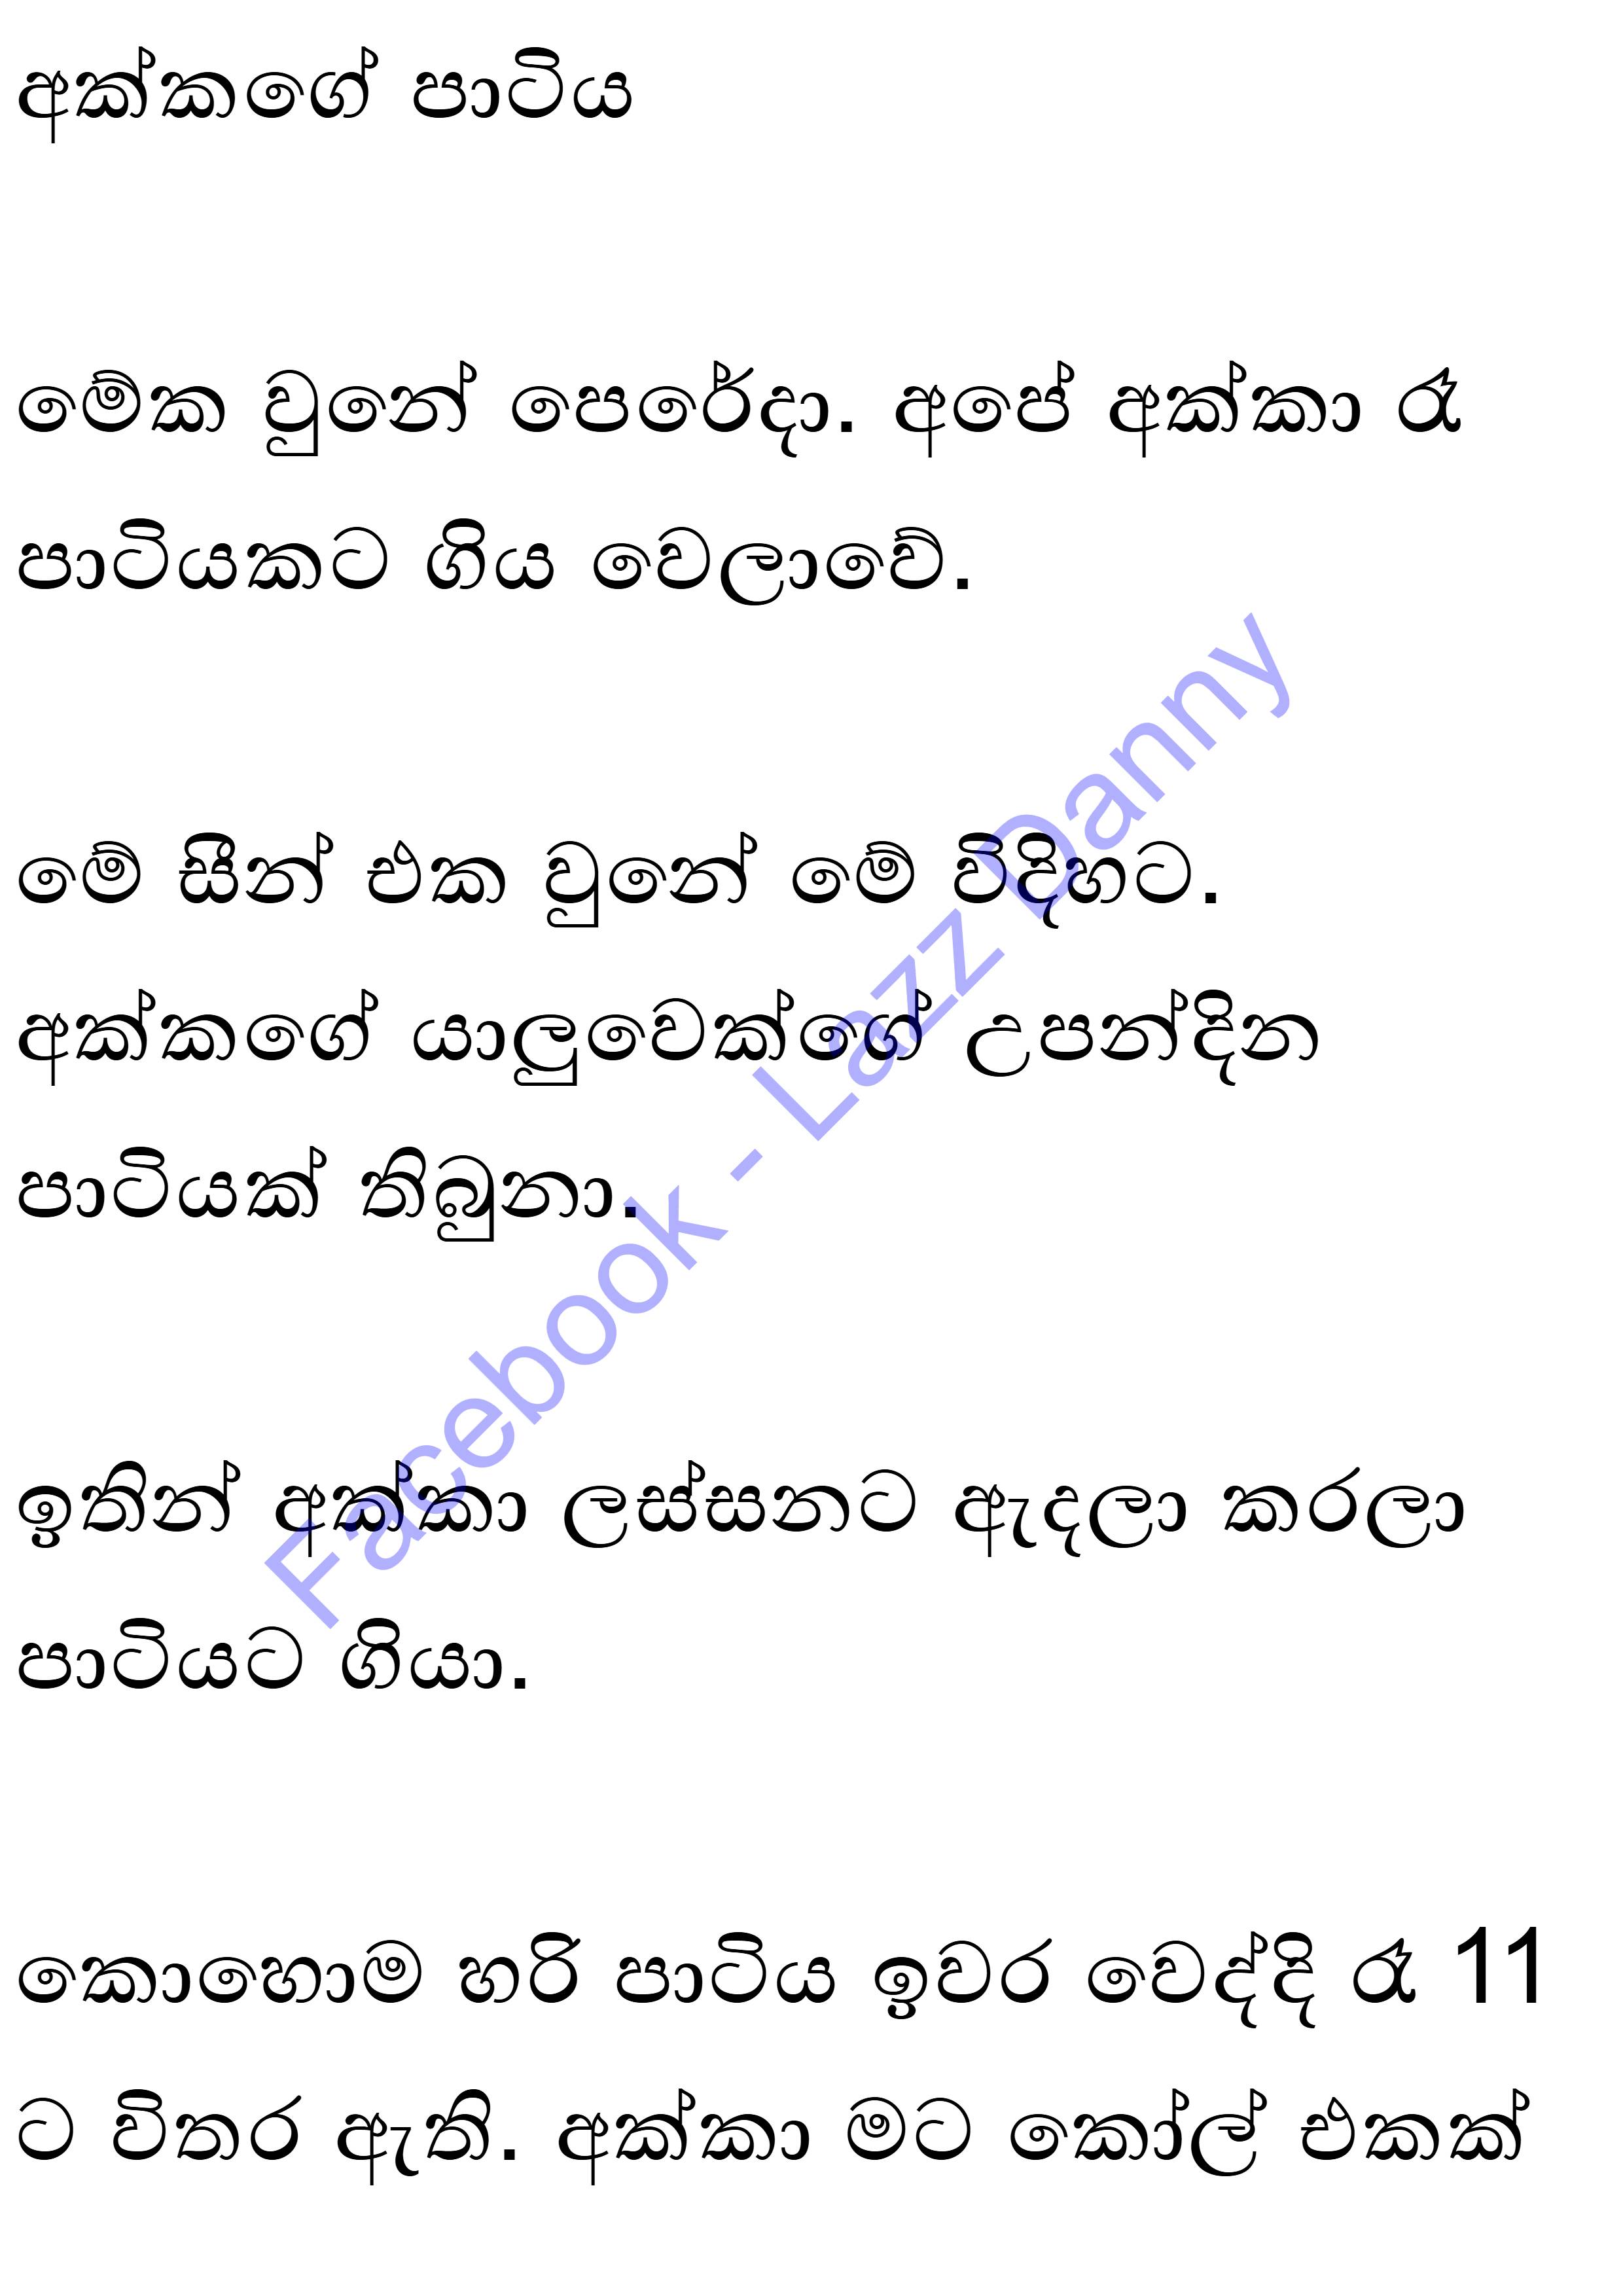 අක්කගේ පාටිය
මේක වුනේ පෙරේදා. අපේ අක්කා රෑ
පාටියකට ගිය වෙලාවේ.
මේ සීන් එක වුනේ මේ විදිහට.
අක්කගේ යාලුවෙක්ගේ උපන්දින
පාටියක් තිබුනා.
ඉතින් අක්කා ලස්සනට ඇදලා කරලා
පාටියට ගියා.
කොහොම හරි පාටිය ඉවර වෙද්දි රෑ 11
ට විතර ඇති. අක්කා මට කෝල් එකක්
Facebook - Lazz Danny